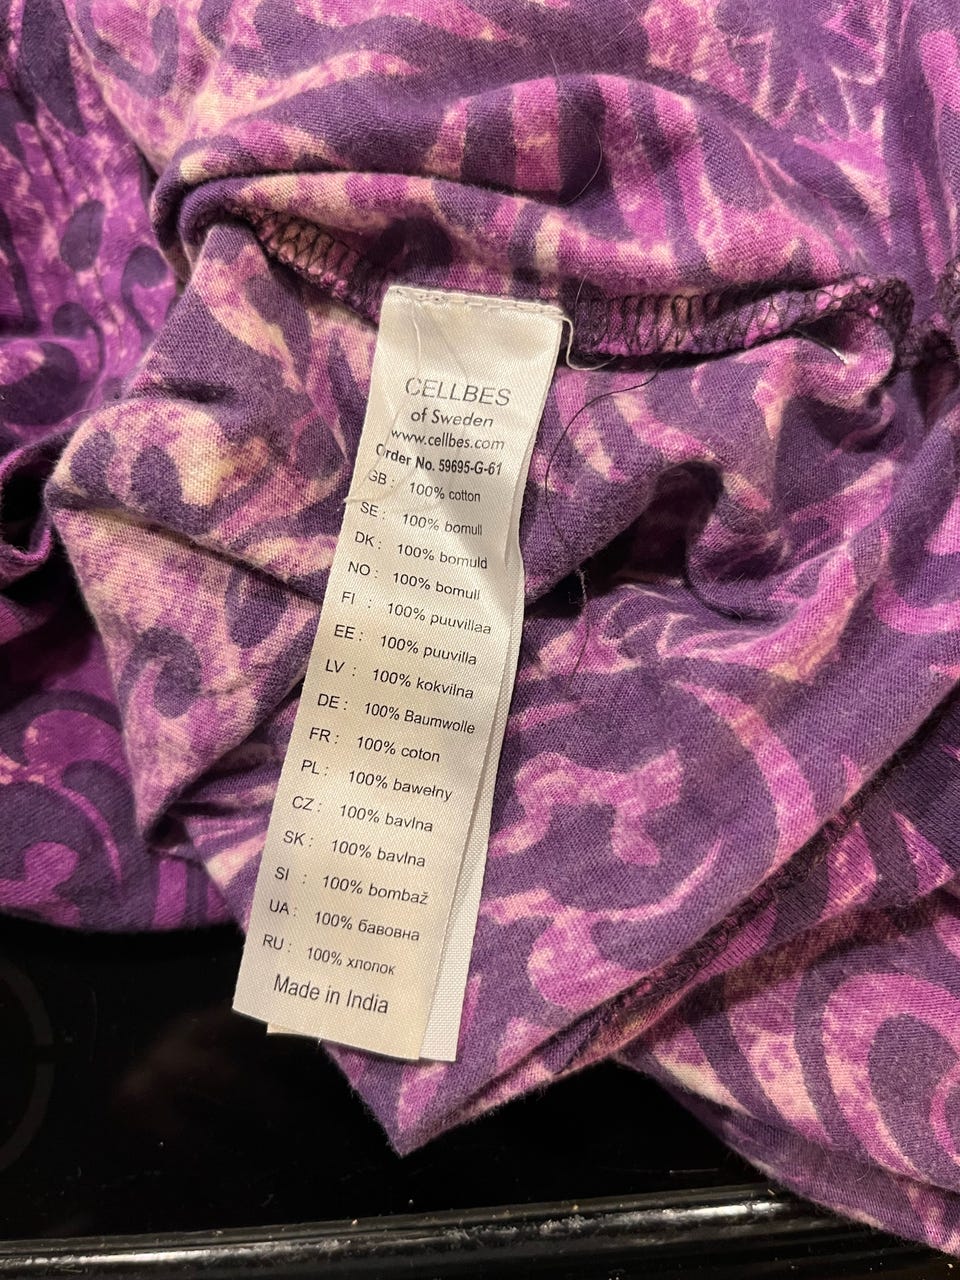 CELLBES
of Sweden
www.cellbes.com
Order No. 59695-G-61
GB : 100% cotton
SE : 100% bomull
DK : 100% bomuld
NO : 100% bomull
FI : 100% puuvillaa
EE : 100% puuvilla
LV : 100% kokvilna
DE : 100% Baumwolle
FR : 100% coton
PL : 100% bawełny
CZ : 100% bavlna
SK : 100% bavlna
SI : 100% bombaž
UA : 100% бавовна
RU : 100% хлопок
Made in India